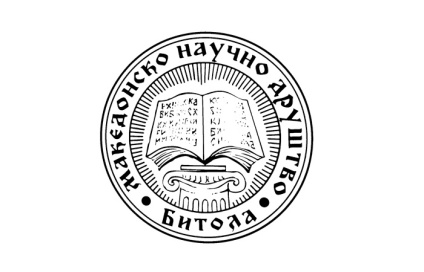 македонско научно друштво
битола